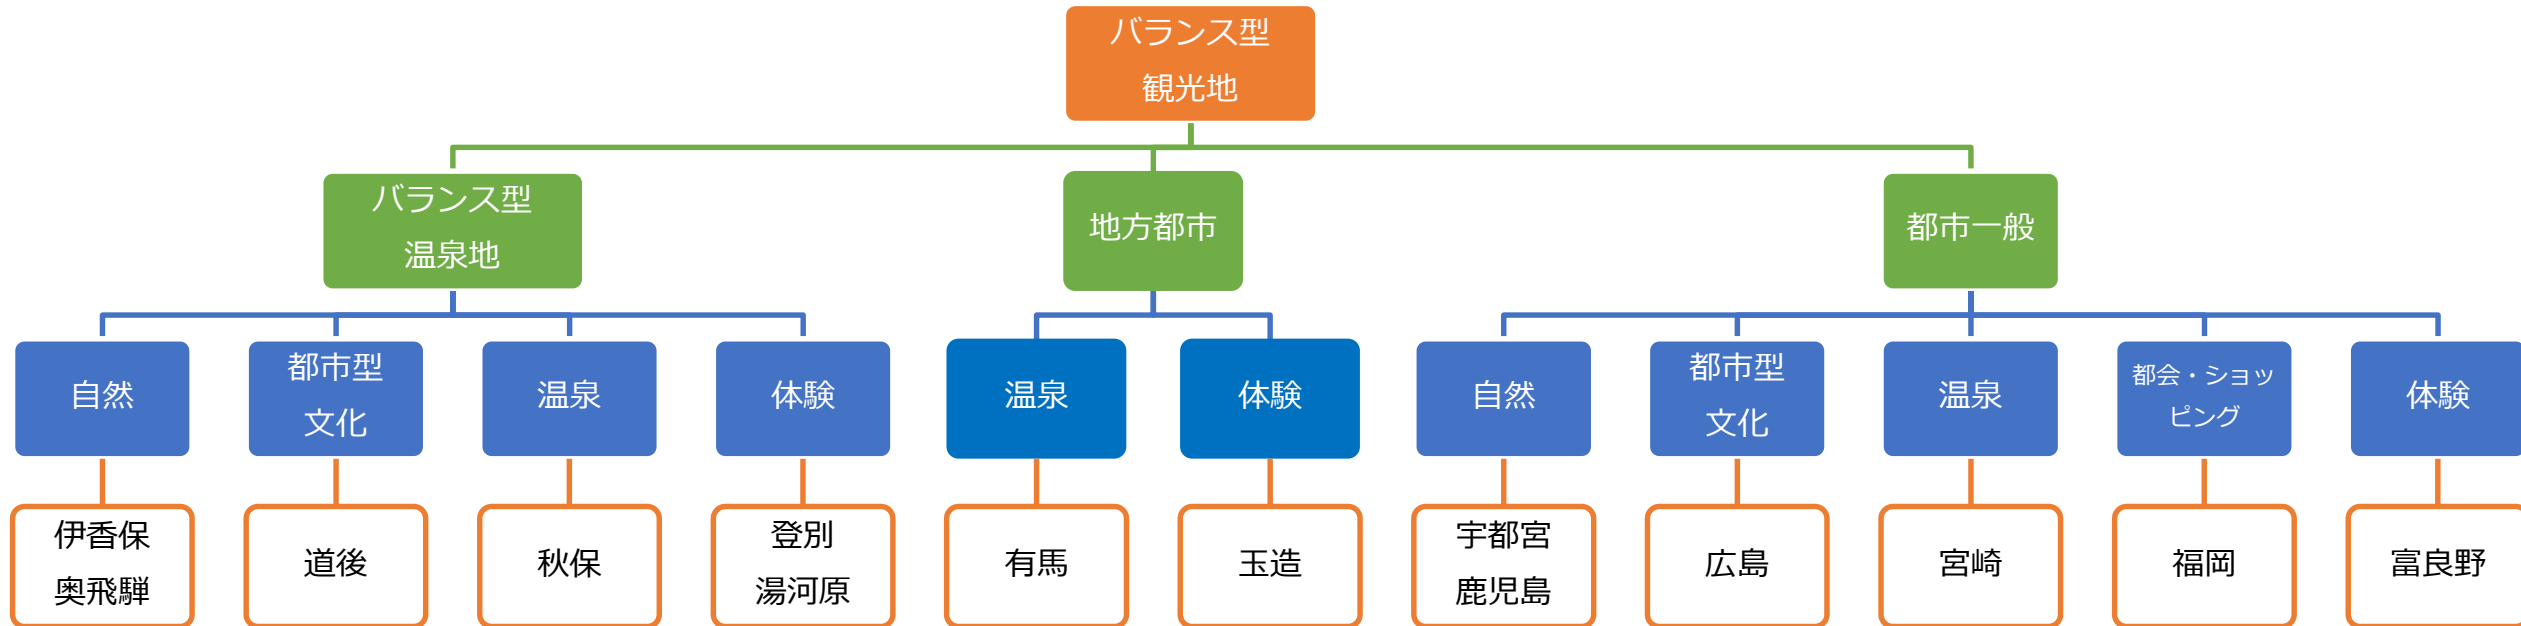 バランス型
観光地
バランス型
温泉地
地方都市
都市一般
自然
都市型
文化
温泉
体験
温泉
体験
自然
都市型
文化
温泉
都会・ショッ
ピング
体験
伊香保
奥飛騨
道後
秋保
登別
湯河原
有馬
玉造
宇都宮
鹿児島
広島
宮崎
福岡
富良野